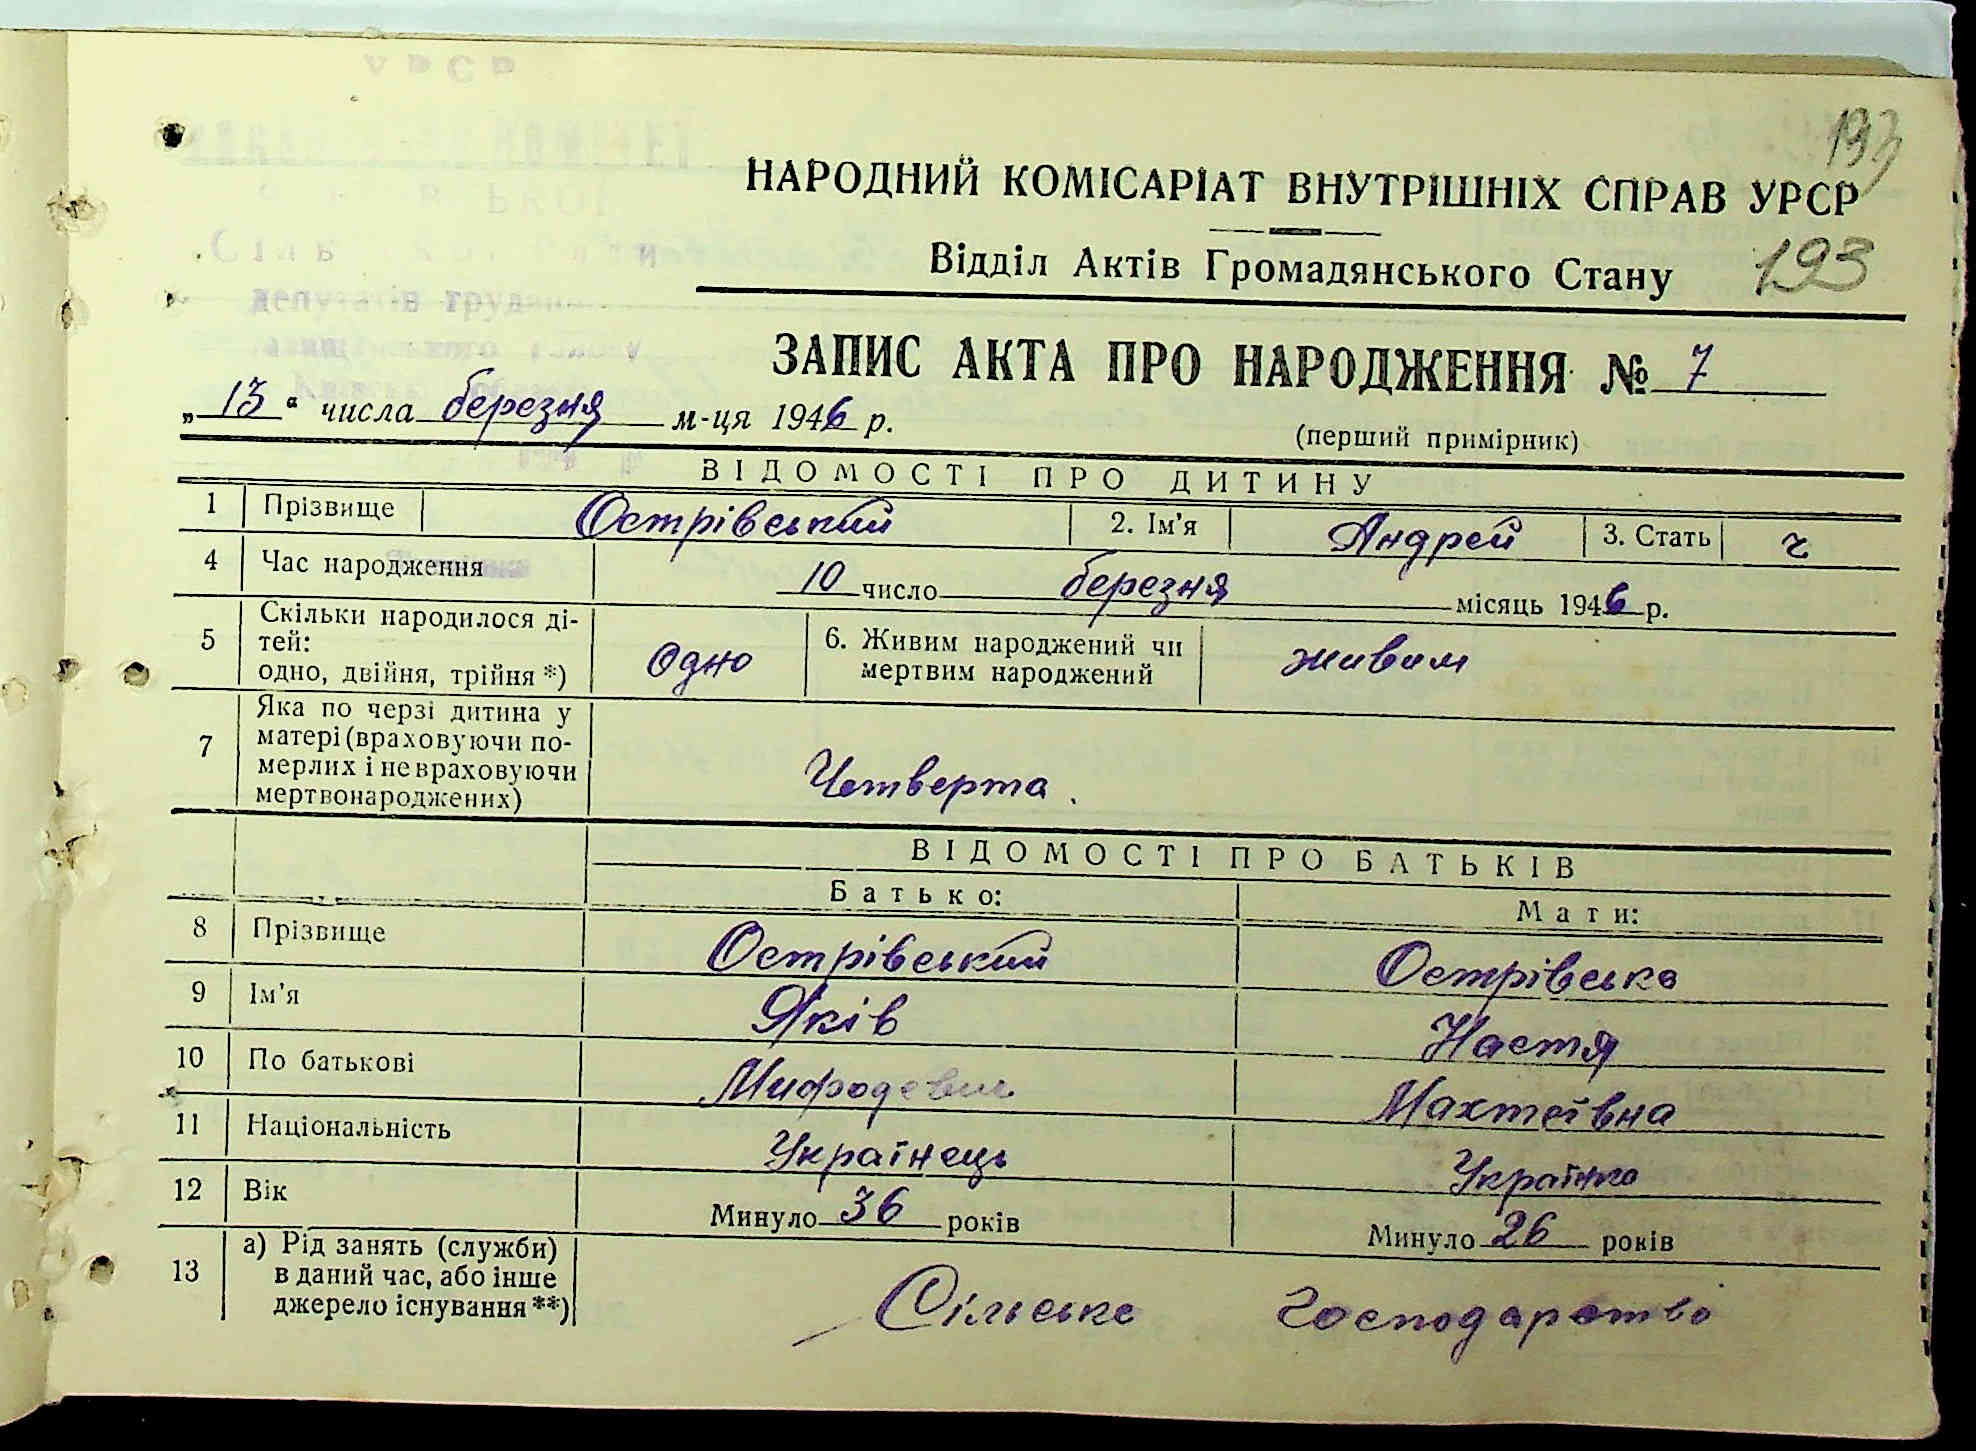 193
НАРОДНИЙ КОМІСАРІАТ ВНУТРІШНІХ СПРАВ УРСР
Відділ Актів Громадянського Стану 193
ЗАПИС АКТА ПРО НАРОДЖЕННЯ № 7
„13“ числа березня м-ця 1946 р.
(перший примірник)
ВІДОМОСТІ ПРО ДИТИНУ
1 Прізвище Острівський 2. Ім'я Андрей 3. Стать ч
4 Час народження 10 число березня місяць 1946 р.
5 Скільки народилося ді-
тей:
одно, двійня, трійня *) Одно 6. Живим народжений чи
мертвим народжений живим
7 Яка по черзі дитина у
матері (враховуючи по-
мерлих і не враховуючи
мертвонароджених) Четверта.
ВІДОМОСТІ ПРО БАТЬКІВ
Батько: Мати:
8 Прізвище Острівський Острівська
9 Ім'я Яків Настя
10 По батькові Мифодевич Махтеївна
11 Національність Українець Українка
12 Вік Минуло 36 років Минуло 26 років
13 а) Рід занять (служби)
в даний час, або інше
джерело існування **) Сільське господарство